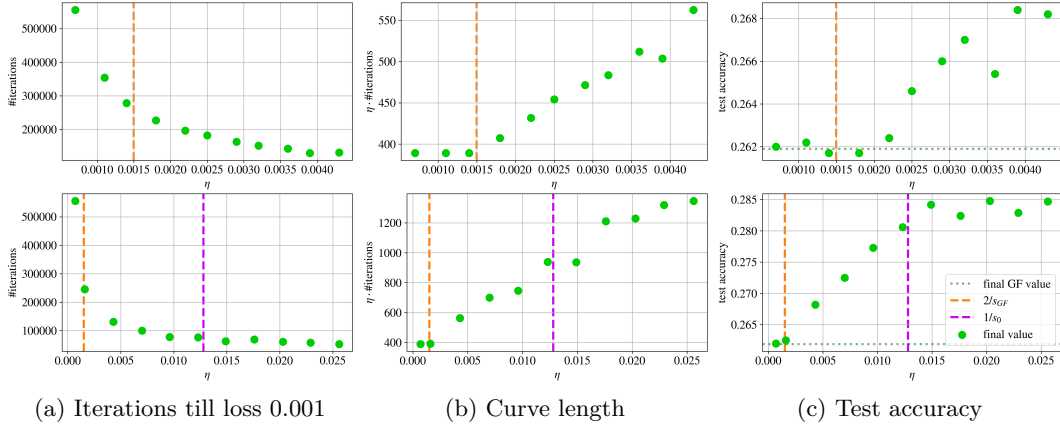 500000
400000
300000
200000
#iterations
0.0010 0.0015 0.0020 0.0025 0.0030 0.0035 0.0040
η
550
500
450
400
η · #iterations
0.0010 0.0015 0.0020 0.0025 0.0030 0.0035 0.0040
η
0.268
0.266
0.264
0.262
test accuracy
0.0010 0.0015 0.0020 0.0025 0.0030 0.0035 0.0040
η
500000
400000
300000
200000
100000
#iterations
0.000 0.005 0.010 0.015 0.020 0.025
η
1200
1000
800
600
400
η · #iterations
0.000 0.005 0.010 0.015 0.020 0.025
η
0.285
0.280
0.275
0.270
0.265
test accuracy
0.000 0.005 0.010 0.015 0.020 0.025
η
final GF value
2/s_GF
1/s_0
final value
(a) Iterations till loss 0.001
(b) Curve length
(c) Test accuracy